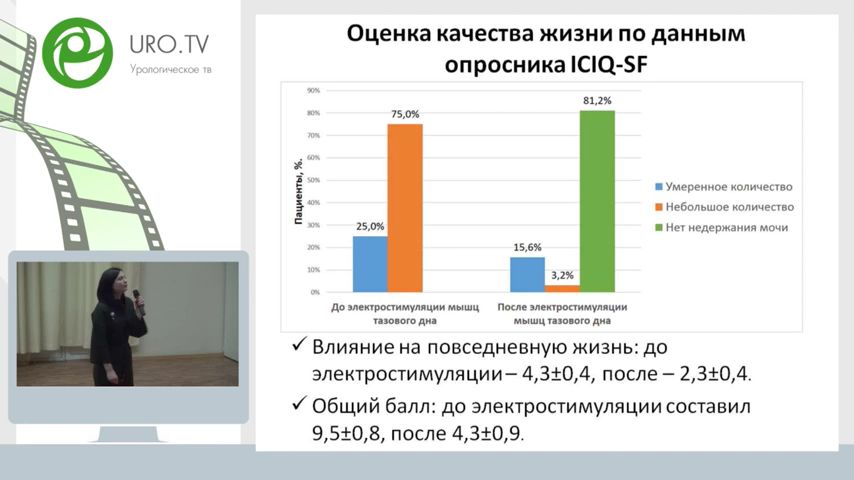 URO.TV
Урологическое тв
Оценка качества жизни по данным
опросника ICIQ-SF
90%
80%
70%
60%
50%
40%
30%
20%
10%
0%
Пациенты, %.
25,0%
75,0%
15,6%
3,2%
81,2%
До электростимуляции мышц
тазового дна
После электростимуляции
мышц тазового дна
Умеренное количество
Небольшое количество
Нет недержания мочи
✓ Влияние на повседневную жизнь: до
электростимуляции – 4,3±0,4, после – 2,3±0,4.
✓ Общий балл: до электростимуляции составил
9,5±0,8, после 4,3±0,9.